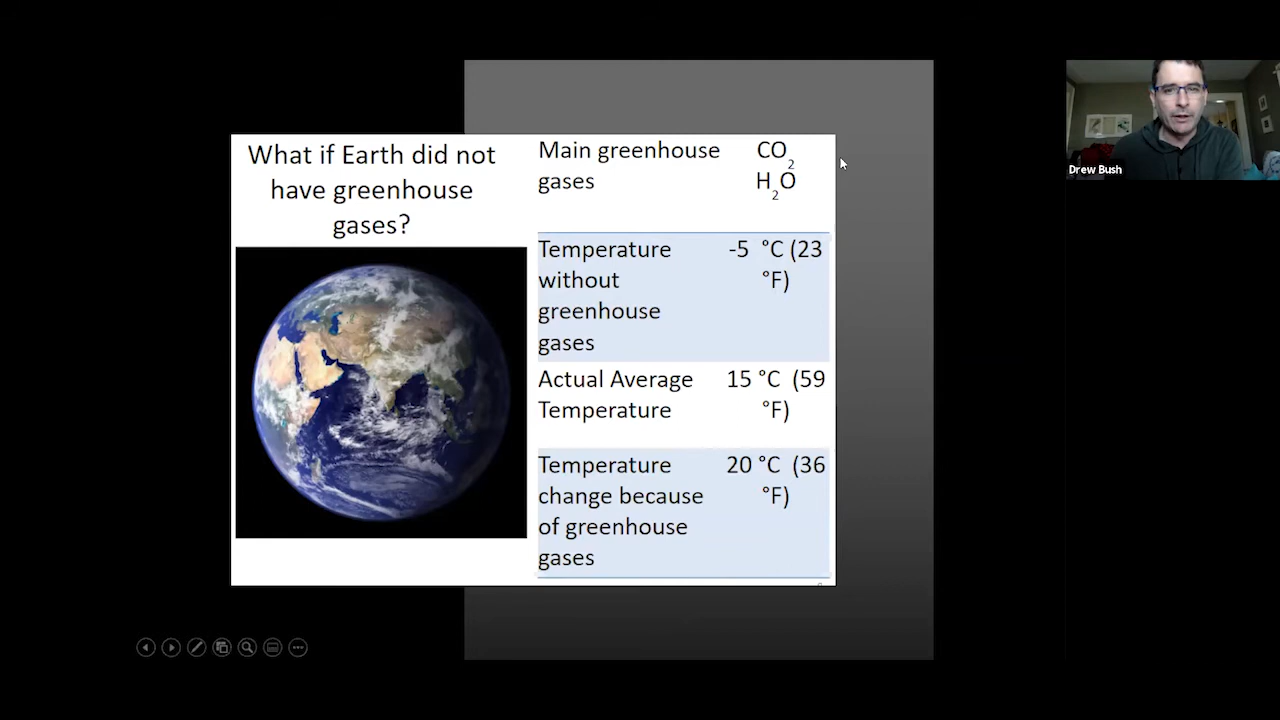 What if Earth did not
have greenhouse
gases?
Main greenhouse
gases
CO2
H2O
Temperature
without
greenhouse
gases
-5 °C (23
°F)
Actual Average
Temperature
15 °C (59
°F)
Temperature
change because
of greenhouse
gases
20 °C (36
°F)
Drew Bush